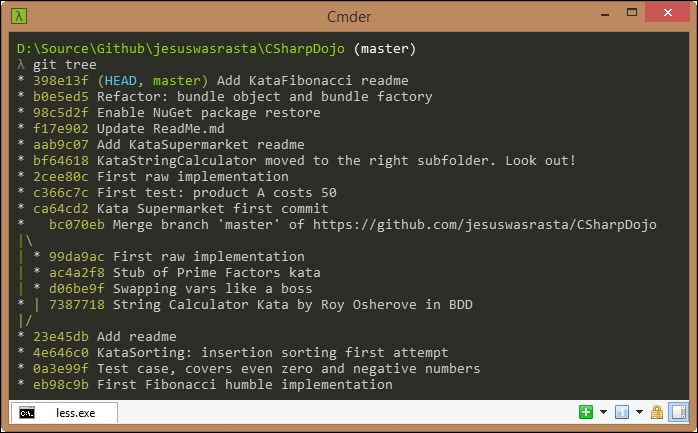 Cmder
D:\Source\Github\jesuswasrasta\CSharpDojo (master)
λ git tree
* 398e13f (HEAD, master) Add KataFibonacci readme
* b0e5ed5 Refactor: bundle object and bundle factory
* 98c5d2f Enable NuGet package restore
* f17e902 Update ReadMe.md
* aab9c07 Add KataSupermarket readme
* bf64618 KataStringCalculator moved to the right subfolder. Look out!
* 2cee80c First raw implementation
* c366c7c First test: product A costs 50
* ca64cd2 Kata Supermarket first commit
*   bc070eb Merge branch 'master' of https://github.com/jesuswasrasta/CSharpDojo
|\
| * 99da9ac First raw implementation
| * ac4a2f8 Stub of Prime Factors kata
| * d06be9f Swapping vars like a boss
* | 7387718 String Calculator Kata by Roy Osherove in BDD
|/
* 23e45db Add readme
* 4e646c0 KataSorting: insertion sorting first attempt
* 0a3e99f Test case, covers even zero and negative numbers
* eb98c9b First Fibonacci humble implementation
less.exe